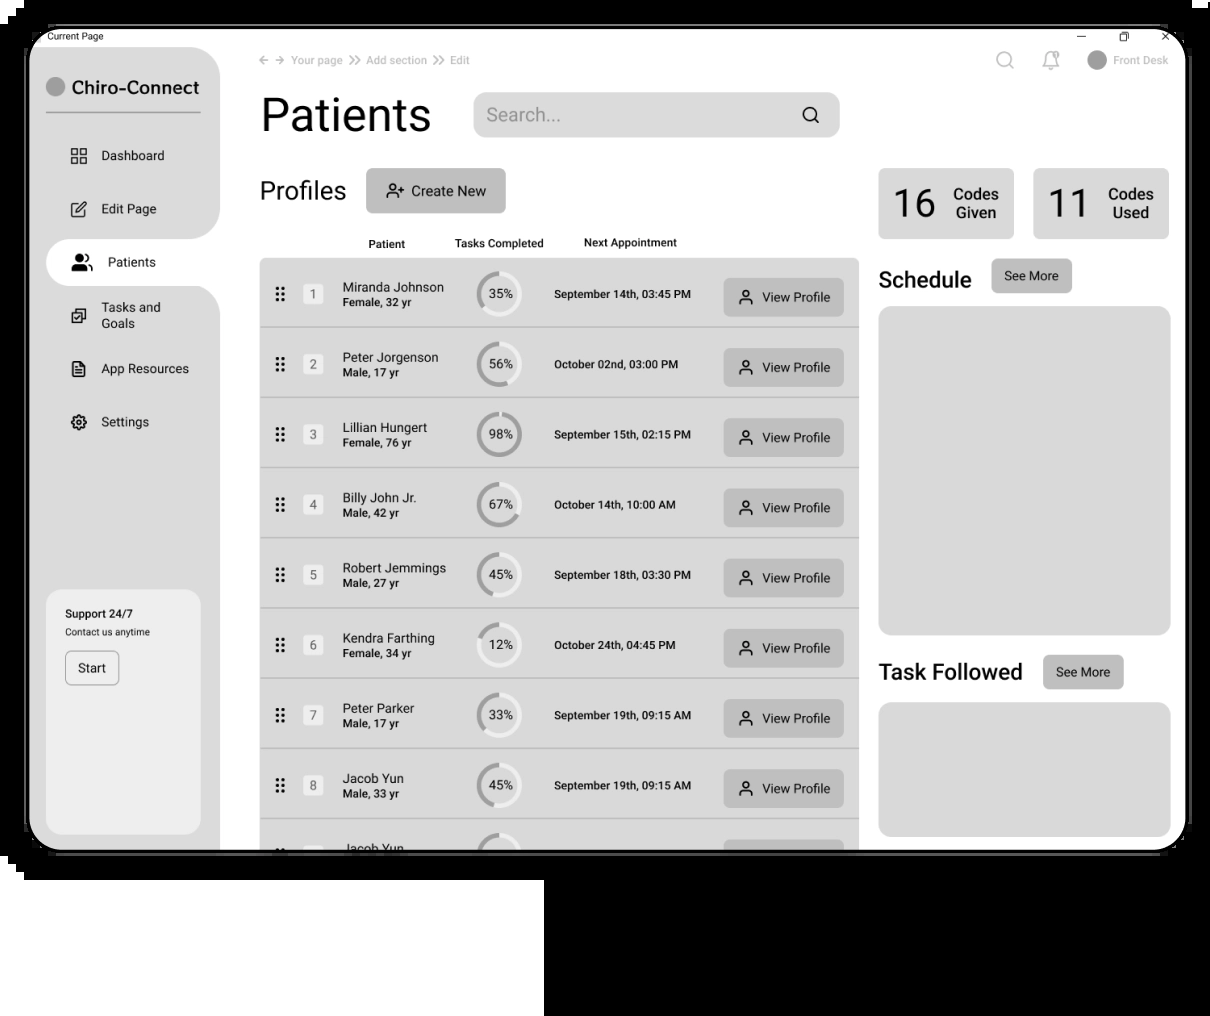 Current Page
Chiro-Connect
Dashboard
Edit Page
Patients
Tasks and
Goals
App Resources
Settings
Support 24/7
Contact us anytime
Start
Your page Add section Edit
Front Desk
Patients
Search...
Profiles
Create New
Patient Tasks Completed Next Appointment
1 Miranda Johnson 35% September 14th, 03:45 PM View Profile
Female, 32 yr
2 Peter Jorgenson 56% October 02nd, 03:00 PM View Profile
Male, 17 yr
3 Lillian Hungert 98% September 15th, 02:15 PM View Profile
Female, 76 yr
4 Billy John Jr. 67% October 14th, 10:00 AM View Profile
Male, 42 yr
5 Robert Jemmings 45% September 18th, 03:30 PM View Profile
Male, 27 yr
6 Kendra Farthing 12% October 24th, 04:45 PM View Profile
Female, 34 yr
7 Peter Parker 33% September 19th, 09:15 AM View Profile
Male, 17 yr
8 Jacob Yun 45% September 19th, 09:15 AM View Profile
Male, 33 yr
Jacob Yun
16 Codes
Given
11 Codes
Used
Schedule See More
Task Followed See More